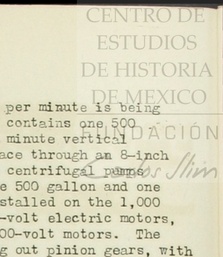 CENTRO DE
ESTUDIOS
DE HISTORIA
DE MEXICO
FUNDACIÓN
Carlos Slim
per minute is being
contains one 500
minute vertical
ace through an 8-inch
centrifugal pumps
e 500 gallon and one
stalled on the 1,000
-volt electric motors,
00-volt motors. The
g out pinion gears, with